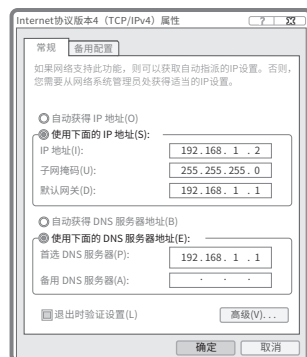 Internet协议版本4（TCP/IPv4）属性
?
常规 备用配置
如果网络支持此功能，则可以获取自动指派的IP设置。否则，
您需要从网络系统管理员处获得适当的IP设置。
自动获得 IP 地址(O)
使用下面的 IP 地址(S):
IP 地址(I): 192.168. 1 . 2
子网掩码(U): 255.255.255. 0
默认网关(D): 192.168. 1 . 1
自动获得 DNS 服务器地址(B)
使用下面的 DNS 服务器地址(E):
首选 DNS 服务器(P): 192.168. 1 . 1
备用 DNS 服务器(A): . . .
退出时验证设置(L) 高级(V)...
确定 取消